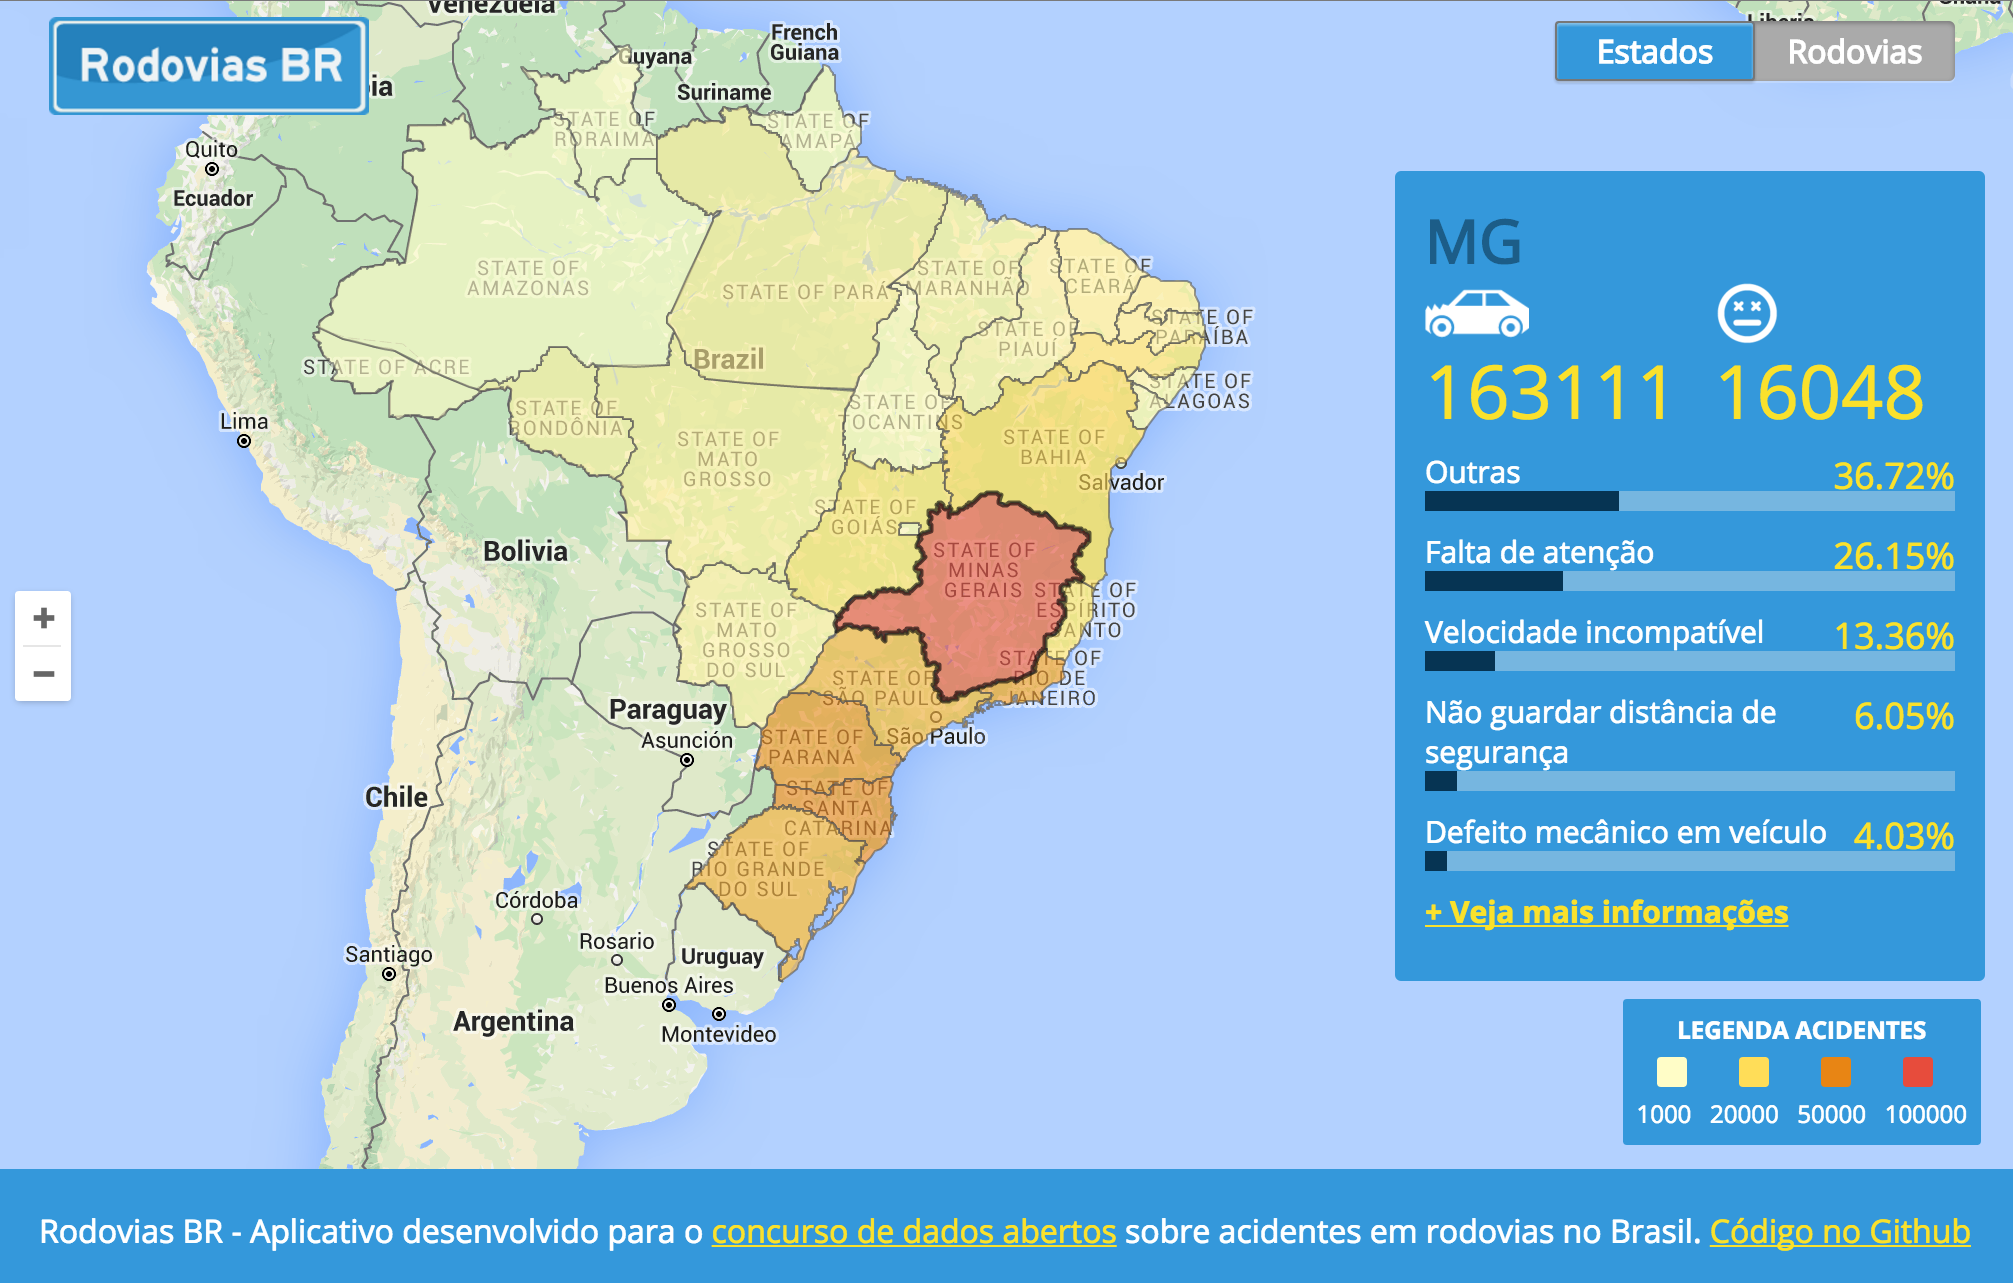 Venezuela
Rodovias BR
Guyana
French
Guiana
Suriname
Liberia
Estados
Rodovias
STATE OF
RORAIMA
STATE OF
AMAPÁ
Quito
Ecuador
MG
STATE OF
AMAZONAS
STATE OF PARÁ
STATE OF
MARANHÃO
STATE OF
CEARÁ
STATE OF
PARAÍBA
STATE OF
PIAUÍ
Brazil
STATE OF ACRE
STATE OF
ALAGOAS
163111
16048
Lima
STATE OF
RONDÔNIA
STATE OF
TOCANTINS
STATE OF
MATO
GROSSO
STATE OF
BAHIA
Salvador
Outras
36.72%
STATE OF
GOIÁS
Bolivia
STATE OF
MINAS
GERAIS
Falta de atenção
26.15%
STATE OF
ESPÍRITO
SANTO
STATE OF
MATO
GROSSO
DO SUL
Velocidade incompatível
13.36%
+
−
STATE OF
RIO DE
JANEIRO
STATE OF
SÃO PAULO
São Paulo
Paraguay
Asunción
Não guardar distância de
segurança
6.05%
STATE OF
PARANÁ
Chile
STATE OF
SANTA
CATARINA
Defeito mecânico em veículo
4.03%
STATE OF
RIO GRANDE
DO SUL
+ Veja mais informações
Córdoba
Rosario
Santiago
Uruguay
Buenos Aires
Argentina
Montevideo
LEGENDA ACIDENTES
1000 20000 50000 100000
Rodovias BR - Aplicativo desenvolvido para o concurso de dados abertos sobre acidentes em rodovias no Brasil. Código no Github